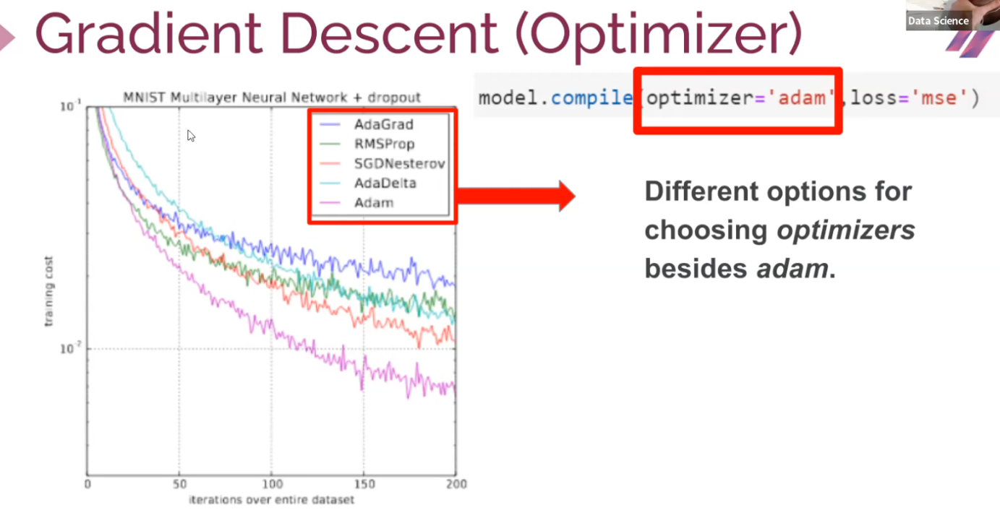 Gradient Descent (Optimizer)
Data Science
model.compile(optimizer='adam',loss='mse')
MNIST Multilayer Neural Network + dropout
AdaGrad
RMSProp
SGDNesterov
AdaDelta
Adam
Different options for
choosing optimizers
besides adam.
training cost
10⁻¹
10⁻²
0 50 100 150 200
iterations over entire dataset